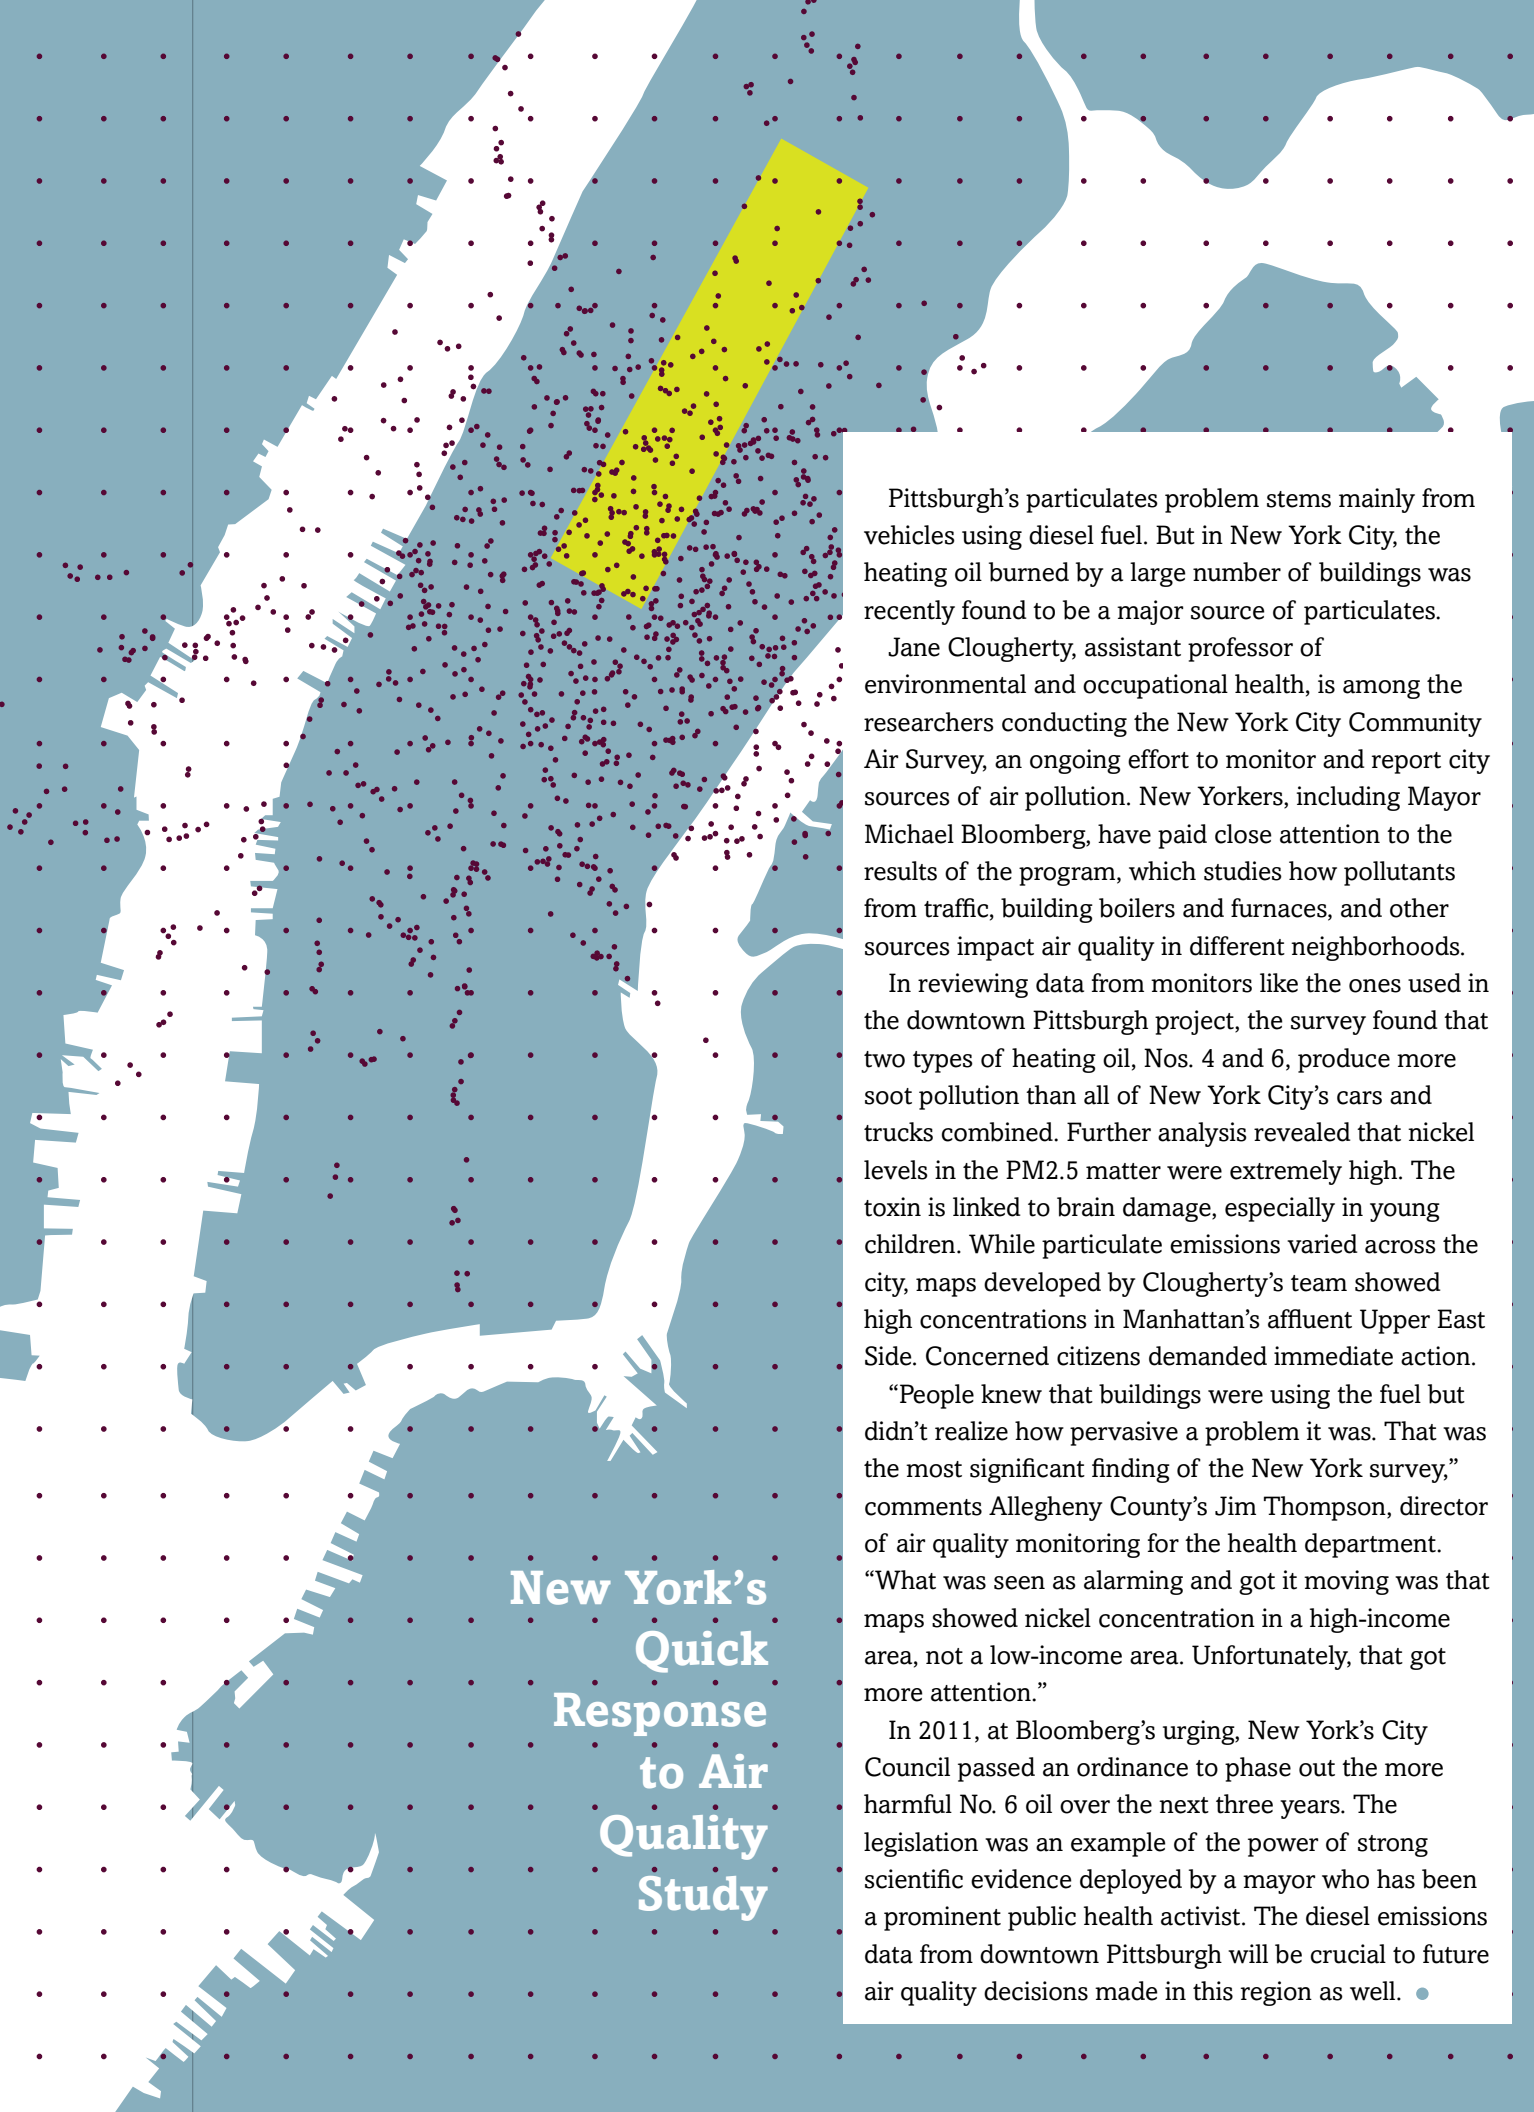 New York's
Quick
Response
to Air
Quality
Study
Pittsburgh's particulates problem stems mainly from
vehicles using diesel fuel. But in New York City, the
heating oil burned by a large number of buildings was
recently found to be a major source of particulates.
Jane Clougherty, assistant professor of
environmental and occupational health, is among the
researchers conducting the New York City Community
Air Survey, an ongoing effort to monitor and report city
sources of air pollution. New Yorkers, including Mayor
Michael Bloomberg, have paid close attention to the
results of the program, which studies how pollutants
from traffic, building boilers and furnaces, and other
sources impact air quality in different neighborhoods.
In reviewing data from monitors like the ones used in
the downtown Pittsburgh project, the survey found that
two types of heating oil, Nos. 4 and 6, produce more
soot pollution than all of New York City's cars and
trucks combined. Further analysis revealed that nickel
levels in the PM2.5 matter were extremely high. The
toxin is linked to brain damage, especially in young
children. While particulate emissions varied across the
city, maps developed by Clougherty's team showed
high concentrations in Manhattan's affluent Upper East
Side. Concerned citizens demanded immediate action.
“People knew that buildings were using the fuel but
didn't realize how pervasive a problem it was. That was
the most significant finding of the New York survey,”
comments Allegheny County's Jim Thompson, director
of air quality monitoring for the health department.
“What was seen as alarming and got it moving was that
maps showed nickel concentration in a high-income
area, not a low-income area. Unfortunately, that got
more attention.”
In 2011, at Bloomberg's urging, New York's City
Council passed an ordinance to phase out the more
harmful No. 6 oil over the next three years. The
legislation was an example of the power of strong
scientific evidence deployed by a mayor who has been
a prominent public health activist. The diesel emissions
data from downtown Pittsburgh will be crucial to future
air quality decisions made in this region as well.